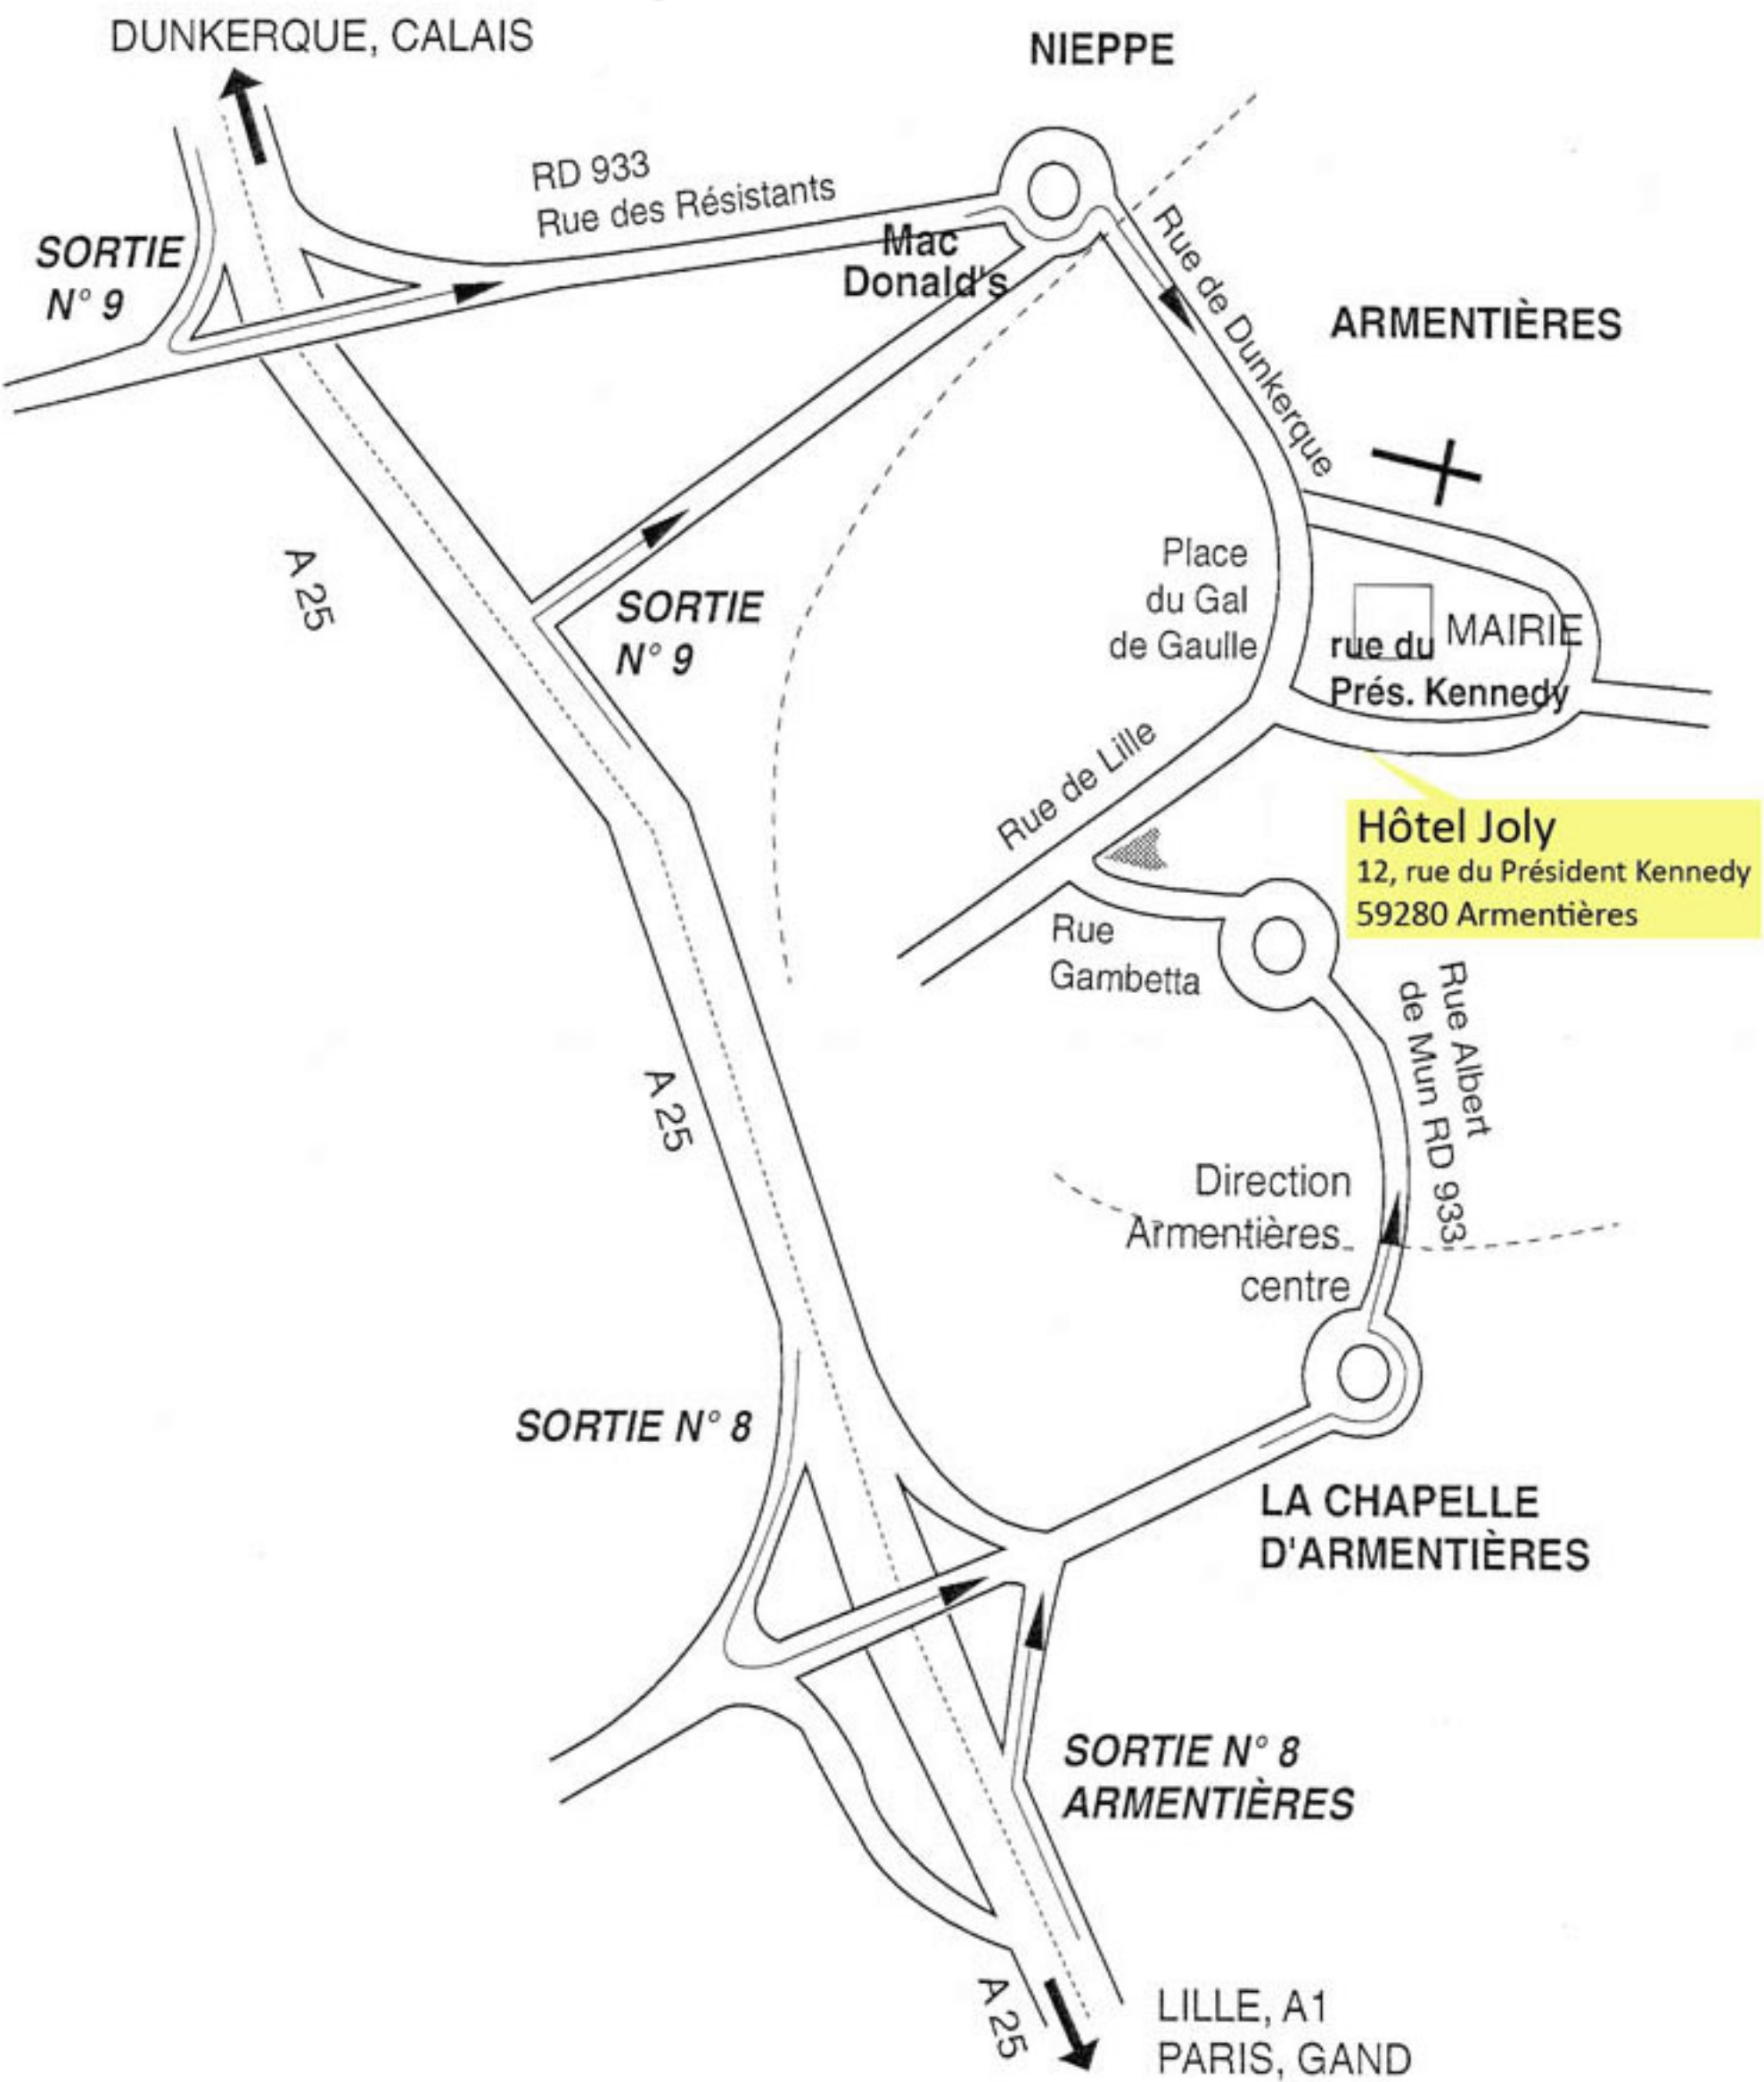 DUNKERQUE, CALAIS
NIEPPE
RD 933
Rue des Résistants
SORTIE
N° 9
Mac
Donald's
Rue de Dunkerque
ARMENTIÈRES
A 25
SORTIE
N° 9
Place
du Gal
de Gaulle
MAIRIE
rue du
Prés. Kennedy
Rue de Lille
Hôtel Joly
12, rue du Président Kennedy
59280 Armentières
Rue
Gambetta
Rue Albert
de Mun RD 933
A 25
Direction
Armentières
centre
SORTIE N° 8
LA CHAPELLE
D'ARMENTIÈRES
SORTIE N° 8
ARMENTIÈRES
A 25
LILLE, A1
PARIS, GAND